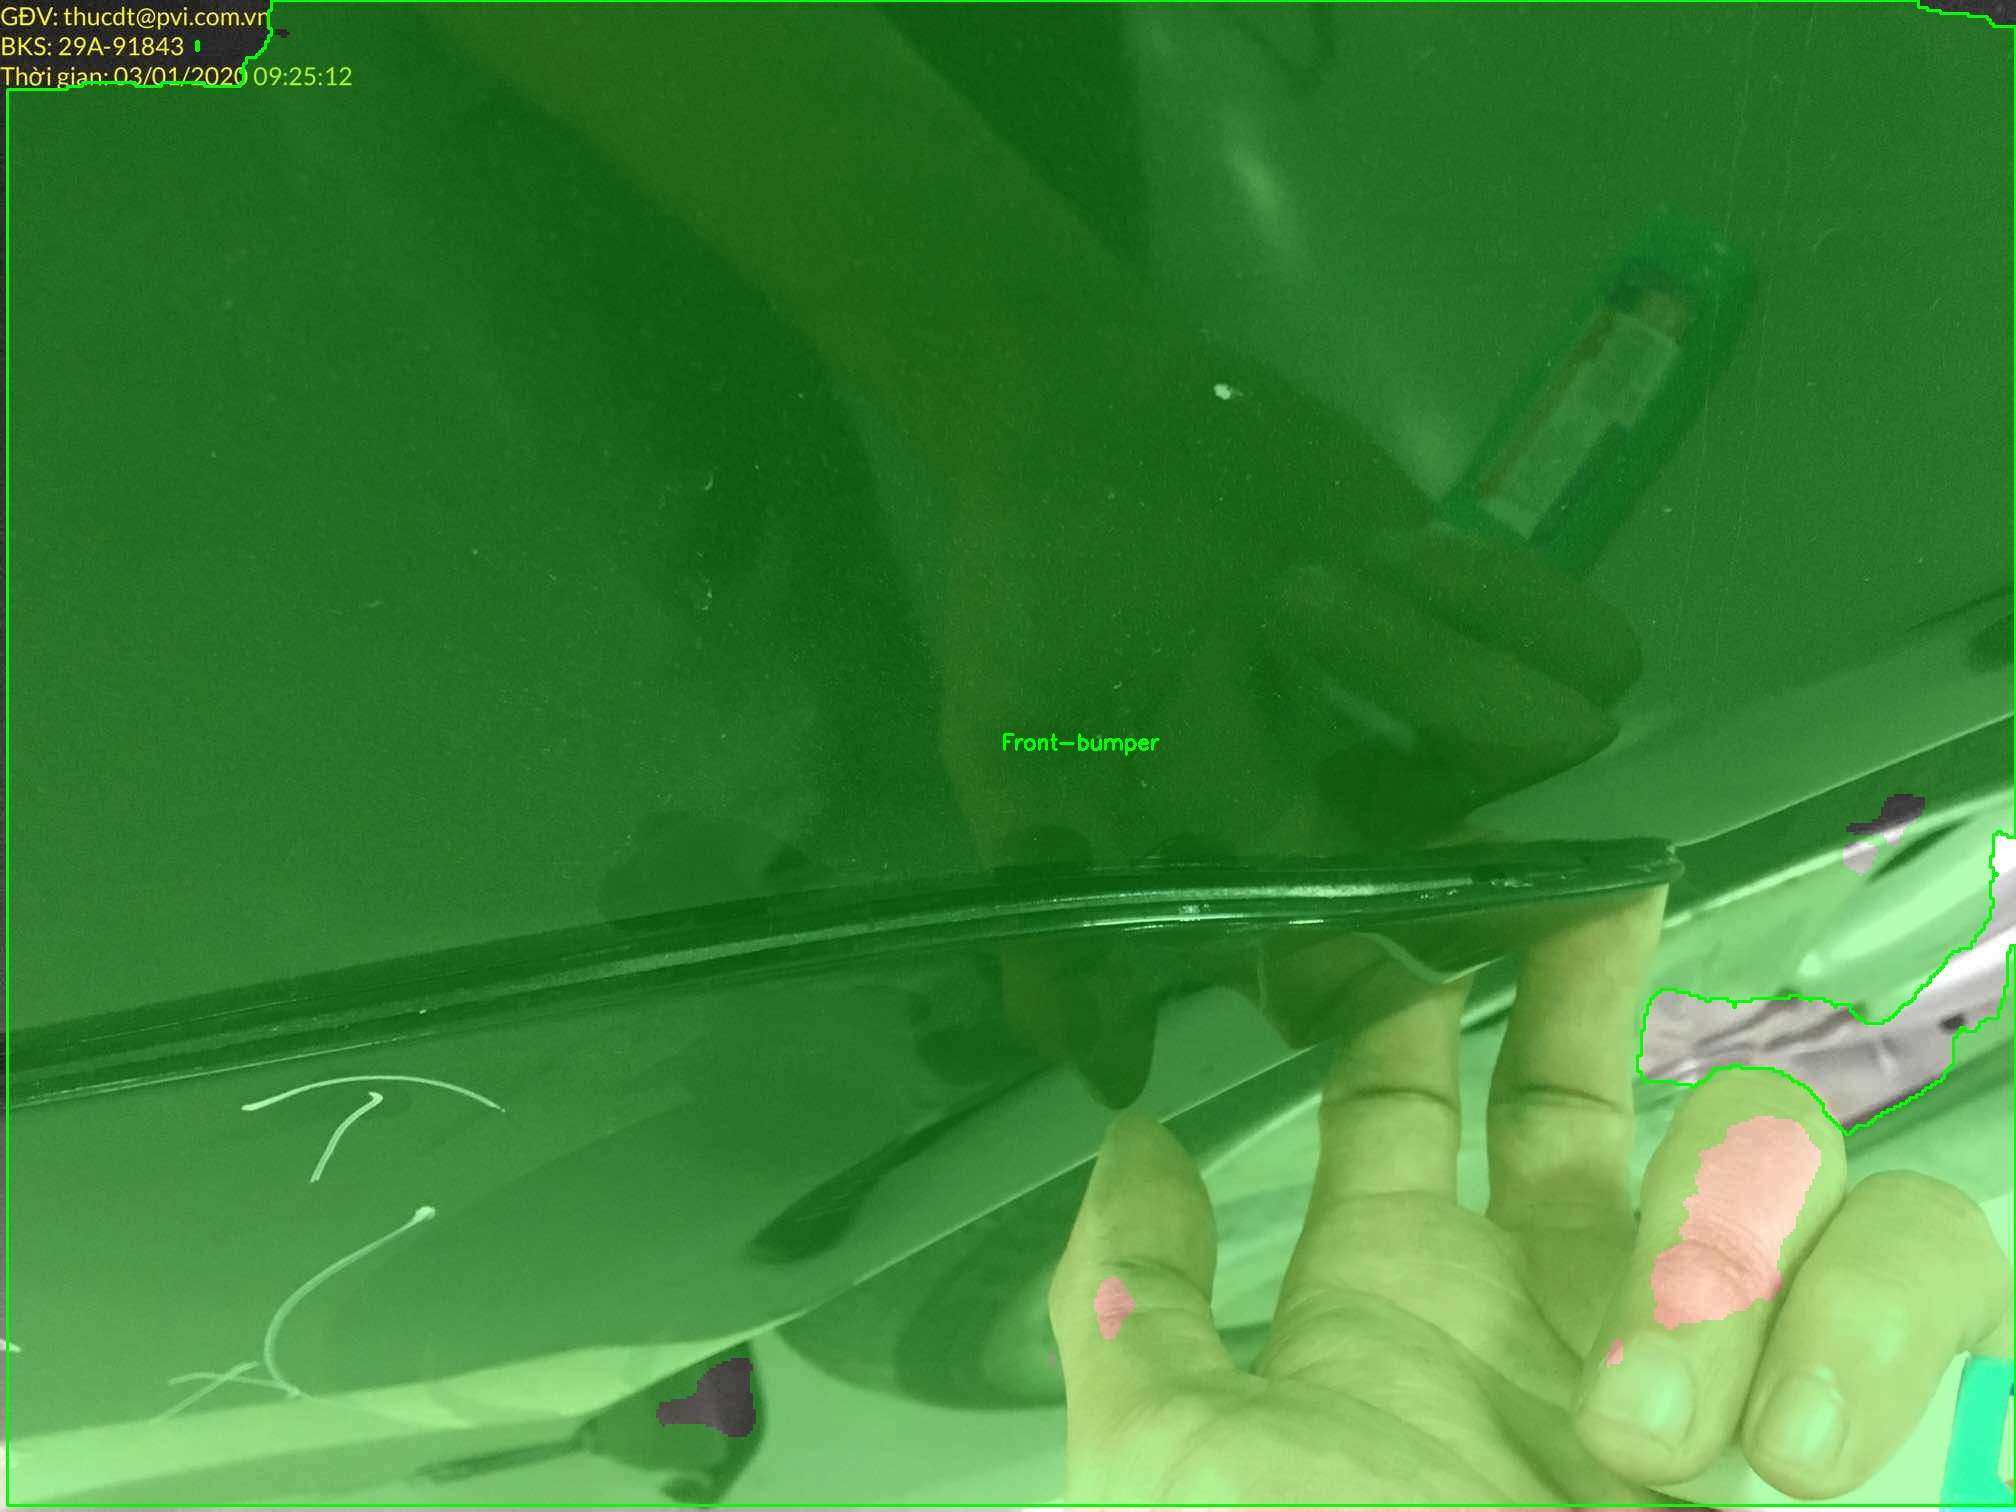 GĐV: thucdt@pvi.com.vn
BKS: 29A-91843
Thời gian: 03/01/2020 09:25:12
Front-bumper